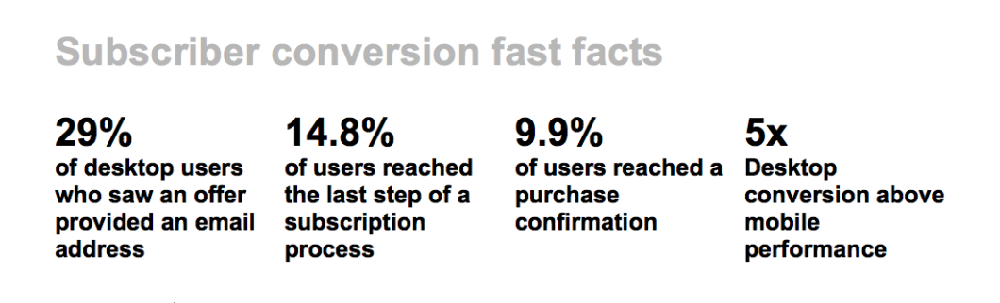 Subscriber conversion fast facts
29%
of desktop users
who saw an offer
provided an email
address
14.8%
of users reached
the last step of a
subscription
process
9.9%
of users reached a
purchase
confirmation
5x
Desktop
conversion above
mobile
performance